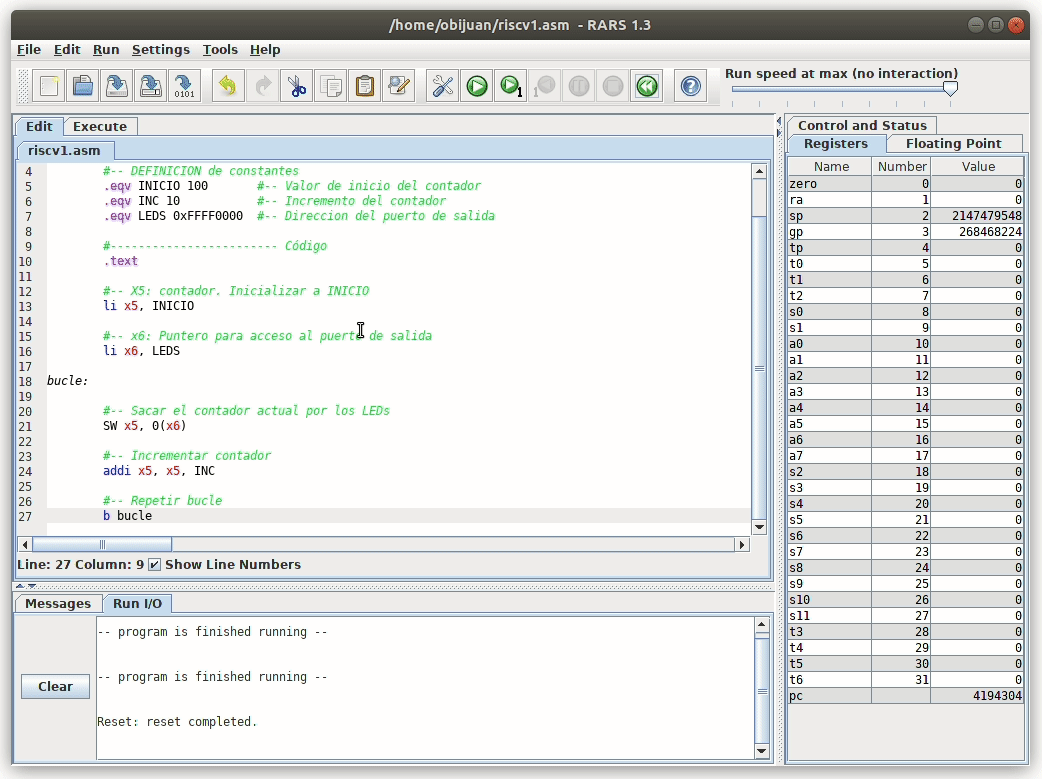 /home/obijuan/riscv1.asm - RARS 1.3
File Edit Run Settings Tools Help
Run speed at max (no interaction)
Edit Execute
riscv1.asm
4 #-- DEFINICION de constantes
5 .eqv INICIO 100 #-- Valor de inicio del contador
6 .eqv INC 10 #-- Incremento del contador
7 .eqv LEDS 0xFFFF0000 #-- Direccion del puerto de salida
8
9 #------------------------ Código
10 .text
11
12 #-- X5: contador. Inicializar a INICIO
13 li x5, INICIO
14
15 #-- x6: Puntero para acceso al puerto de salida
16 li x6, LEDS
17
18 bucle:
19
20 #-- Sacar el contador actual por los LEDs
21 SW x5, 0(x6)
22
23 #-- Incrementar contador
24 addi x5, x5, INC
25
26 #-- Repetir bucle
27 b bucle
Line: 27 Column: 9 Show Line Numbers
Messages Run I/O
-- program is finished running --
-- program is finished running --
Reset: reset completed.
Clear
Control and Status
Registers Floating Point
Name Number Value
zero 0 0
ra 1 0
sp 2 2147479548
gp 3 268468224
tp 4 0
t0 5 0
t1 6 0
t2 7 0
s0 8 0
s1 9 0
a0 10 0
a1 11 0
a2 12 0
a3 13 0
a4 14 0
a5 15 0
a6 16 0
a7 17 0
s2 18 0
s3 19 0
s4 20 0
s5 21 0
s6 22 0
s7 23 0
s8 24 0
s9 25 0
s10 26 0
s11 27 0
t3 28 0
t4 29 0
t5 30 0
t6 31 0
pc 4194304